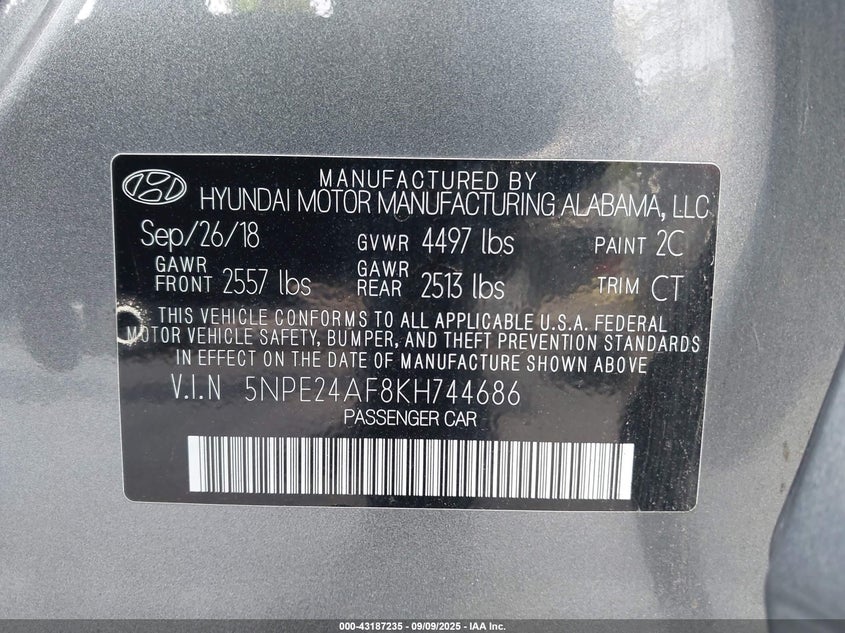 MANUFACTURED BY
HYUNDAI MOTOR MANUFACTURING ALABAMA, LLC
Sep/26/18 GVWR 4497 lbs PAINT 2C
GAWR FRONT 2557 lbs GAWR REAR 2513 lbs TRIM CT
THIS VEHICLE CONFORMS TO ALL APPLICABLE U.S.A. FEDERAL
MOTOR VEHICLE SAFETY, BUMPER, AND THEFT PREVENTION STANDARDS
IN EFFECT ON THE DATE OF MANUFACTURE SHOWN ABOVE
V.I.N 5NPE24AF8KH744686
PASSENGER CAR
000-43187235 - 09/09/2025 - IAA Inc.